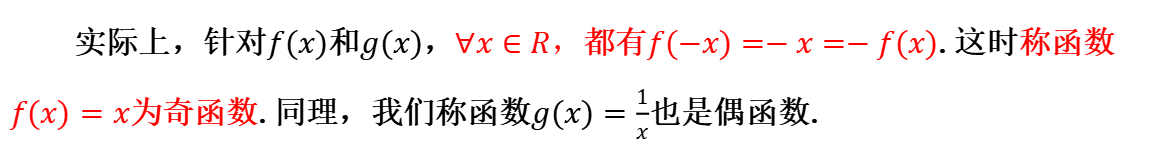 实际上，针对f(x)和g(x)，∀x ∈ R，都有f(−x) =− x =− f(x). 这时称函数
f(x) = x为奇函数. 同理，我们称函数g(x) = 1/x也是偶函数.